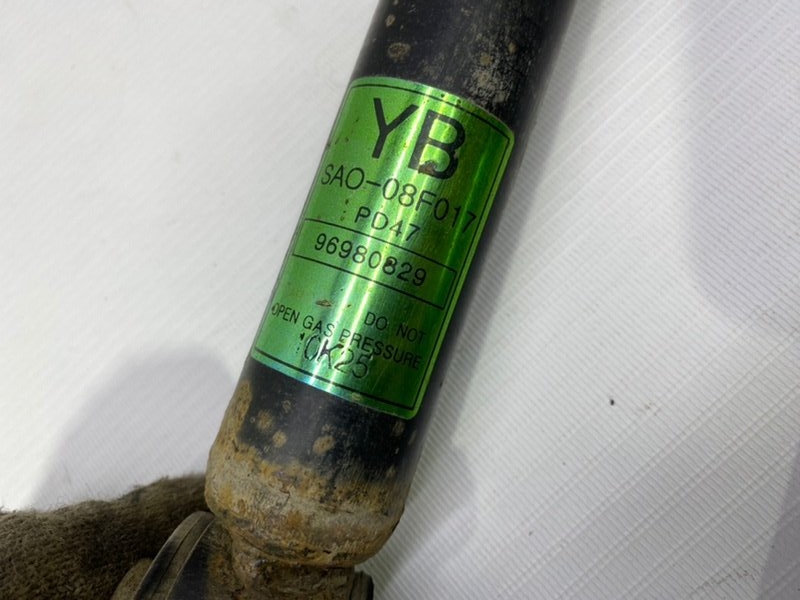 YB
SAO-08F017
PD47
96980829
DO NOT
OPEN GAS PRESSURE
0K25